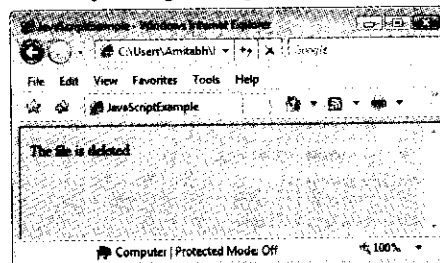 JavaScriptExample - Windows Internet Explorer
C:\Users\Amitabh\
Google
File Edit View Favorites Tools Help
JavaScriptExample
The file is deleted
Computer | Protected Mode: Off 100%